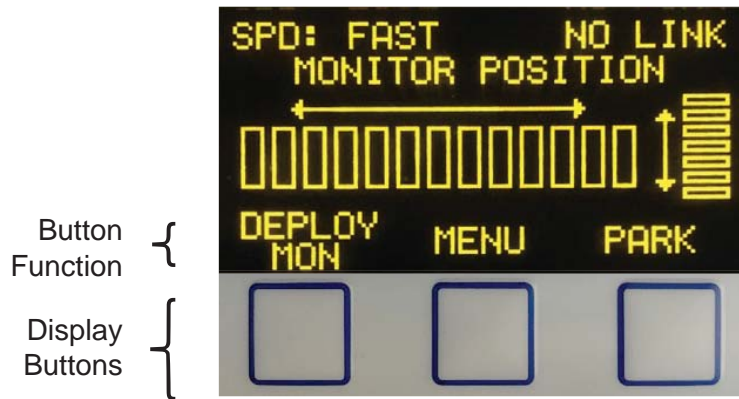 SPD: FAST NO LINK
MONITOR POSITION
DEPLOY
MON
MENU
PARK
Button
Function
Display
Buttons